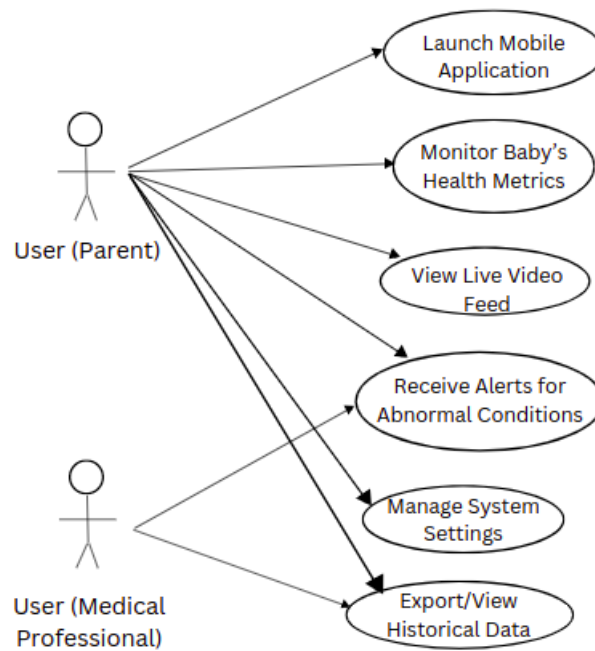 Launch Mobile
Application
Monitor Baby's
Health Metrics
User (Parent)
View Live Video
Feed
Receive Alerts for
Abnormal Conditions
Manage System
Settings
User (Medical
Professional)
Export/View
Historical Data